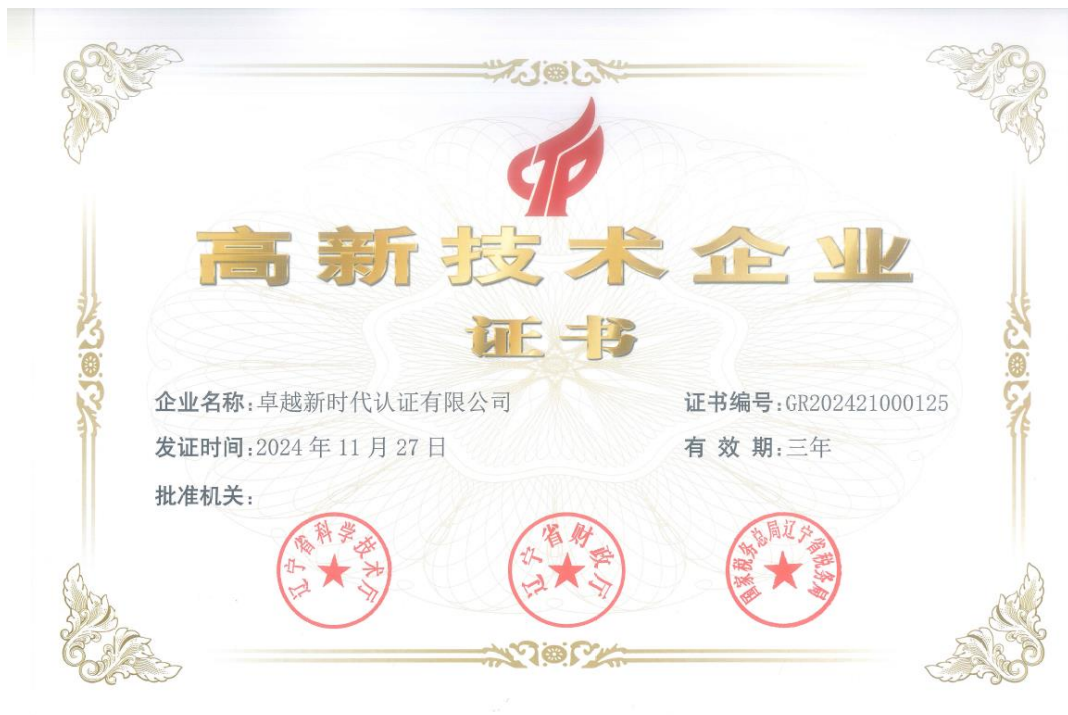 高新技术企业
证书
企业名称:卓越新时代认证有限公司
证书编号:GR202421000125
发证时间:2024年11月27日
有效期:三年
批准机关:
辽宁省科学技术厅
辽宁省财政厅
国家税务总局辽宁省税务局